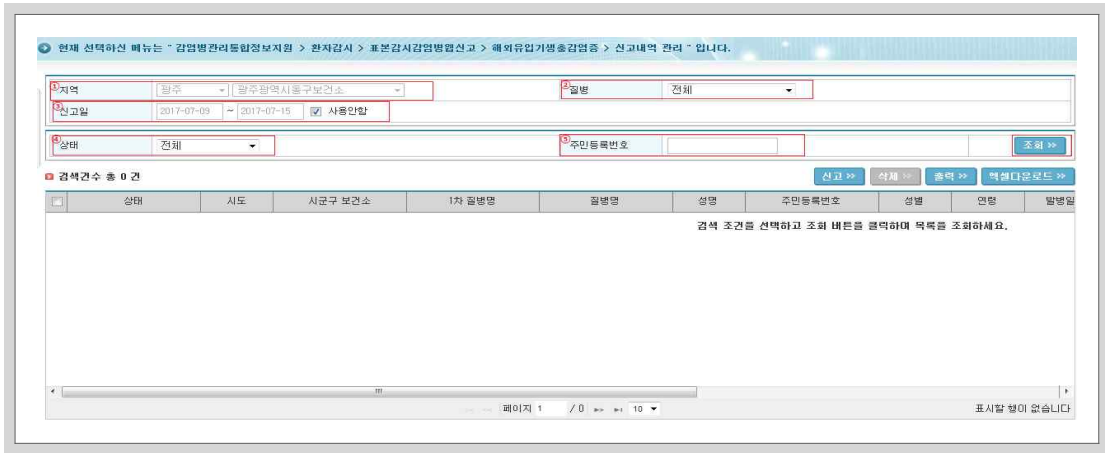 현재 선택하신 메뉴는 " 감염병관리통합정보지원 > 환자감시 > 표본감시감염병웹신고 > 해외유입기생충감염증 > 신고내역 관리 " 입니다.
①지역 광주 광주광역시동구보건소 ②질병 전체
③신고일 2017-07-09 ~ 2017-07-15 사용안함
④상태 전체 ⑤주민등록번호 조회 »
검색건수 총 0 건 신고 » 삭제 » 출력 » 엑셀다운로드 »
상태 시도 시군구 보건소 1차 질병명 질병명 성명 주민등록번호 성별 연령 발병일
검색 조건을 선택하고 조회 버튼을 클릭하며 목록을 조회하세요.
페이지 1 / 0 10 표시할 행이 없습니다